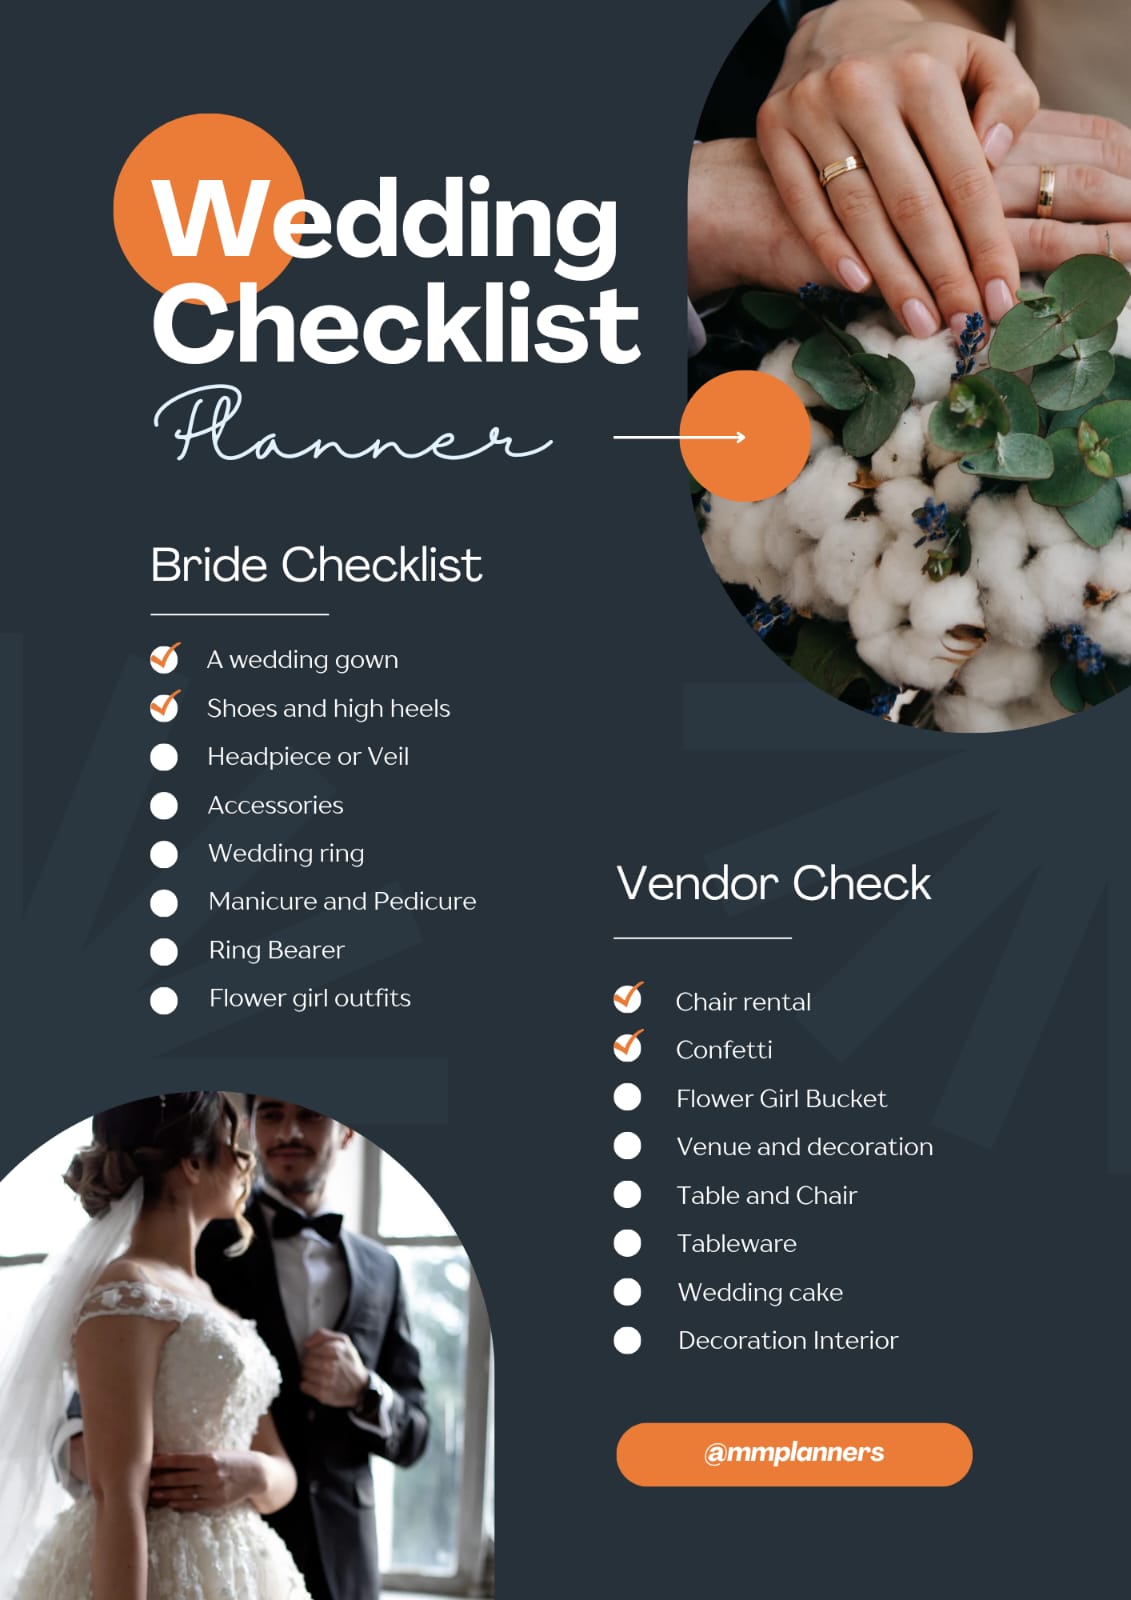 Wedding
Checklist
Planner
Bride Checklist
A wedding gown
Shoes and high heels
Headpiece or Veil
Accessories
Wedding ring
Manicure and Pedicure
Ring Bearer
Flower girl outfits
Vendor Check
Chair rental
Confetti
Flower Girl Bucket
Venue and decoration
Table and Chair
Tableware
Wedding cake
Decoration Interior
@mmplanners